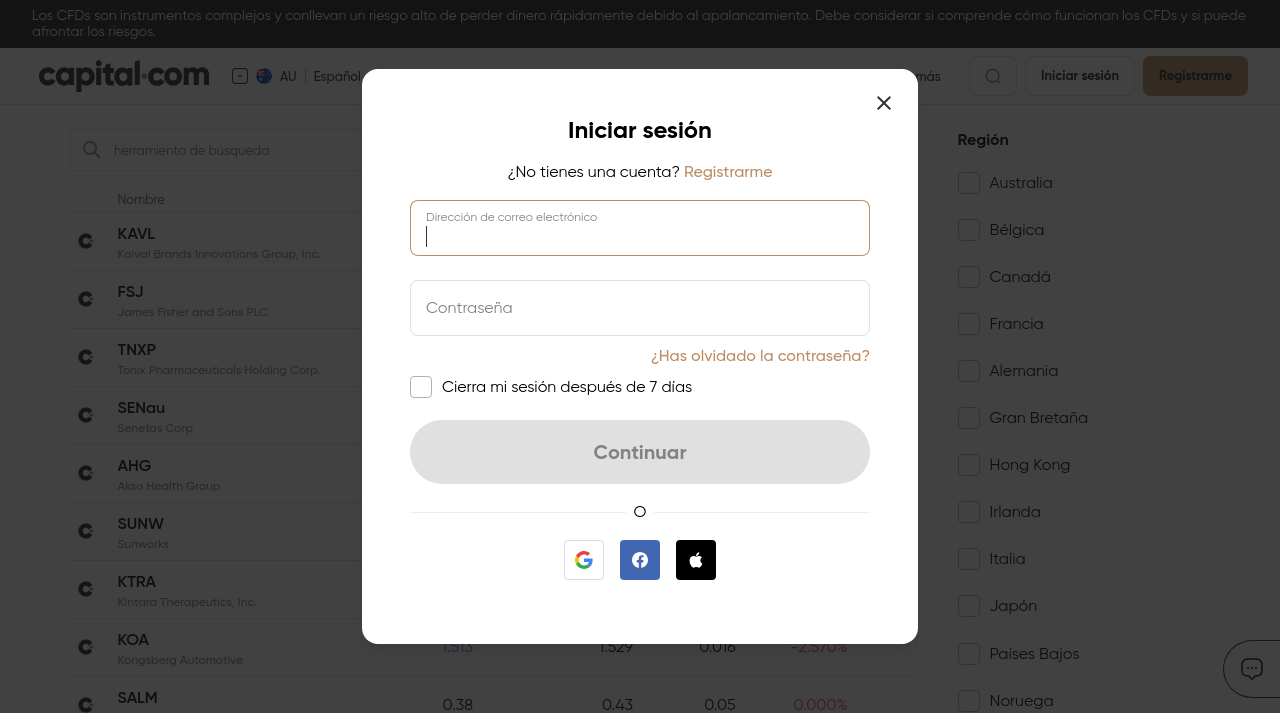 Los CFDs son instrumentos complejos y conllevan un riesgo alto de perder dinero rápidamente debido al apalancamiento. Debe considerar si comprende cómo funcionan los CFDs y si puede
afrontar los riesgos.
capital.com
AU
Español
más
Iniciar sesión
Registrarme
herramienta de búsqueda
Nombre
KAVL
Kaival Brands Innovations Group, Inc.
FSJ
James Fisher and Sons PLC
TNXP
Tonix Pharmaceuticals Holding Corp.
SENau
Senetas Corp
AHG
Akso Health Group
SUNW
Sunworks
KTRA
Kintara Therapeutics, Inc.
KOA
Kongsberg Automotive
1.513
1.529
0.016
-2.570%
SALM
0.38
0.43
0.05
0.000%
Iniciar sesión
¿No tienes una cuenta? Registrarme
Dirección de correo electrónico
Contraseña
¿Has olvidado la contraseña?
Cierra mi sesión después de 7 días
Continuar
O
Región
Australia
Bélgica
Canadá
Francia
Alemania
Gran Bretaña
Hong Kong
Irlanda
Italia
Japón
Países Bajos
Noruega